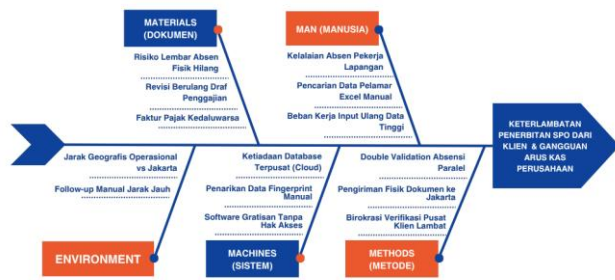 MATERIALS
(DOKUMEN)
MAN (MANUSIA)
Risiko Lembar Absen
Fisik Hilang
Revisi Berulang Draf
Penggajian
Faktur Pajak Kedaluwarsa
Kelalaian Absen Pekerja
Lapangan
Pencarian Data Pelamar
Excel Manual
Beban Kerja Input Ulang Data
Tinggi
KETERLAMBATAN
PENERBITAN SPO DARI
KLIEN & GANGGUAN
ARUS KAS
PERUSAHAAN
Jarak Geografis Operasional
vs Jakarta
Follow-up Manual Jarak Jauh
Ketiadaan Database
Terpusat (Cloud)
Penarikan Data Fingerprint
Manual
Software Gratisan Tanpa
Hak Akses
Double Validation Absensi
Paralel
Pengiriman Fisik Dokumen ke
Jakarta
Birokrasi Verifikasi Pusat
Klien Lambat
ENVIRONMENT
MACHINES
(SISTEM)
METHODS
(METODE)